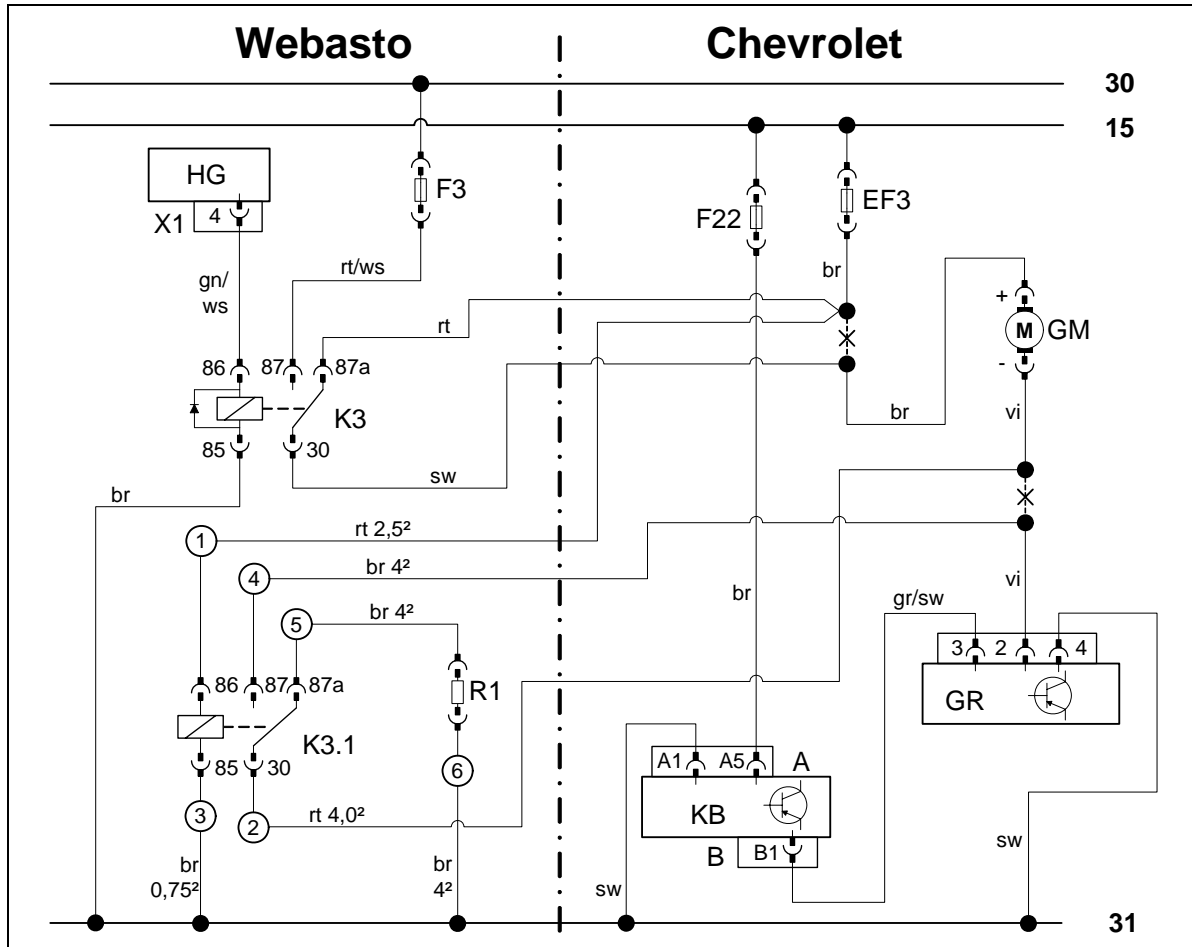 Webasto Chevrolet
30
15
HG
X1 4
F3
F22
EF3
gn/
ws
rt/ws
br
rt
+
M GM
-
86 87 87a
K3
85 30
br
vi
sw
br
1 rt 2,5²
4 br 4²
5 br 4²
br
gr/sw
vi
3 2 4
GR
86 87 87a
R1
K3.1
85 30
6
A1 A5 A
KB
3
2 rt 4,0²
B B1
br
0,75²
br
4²
sw
sw
31